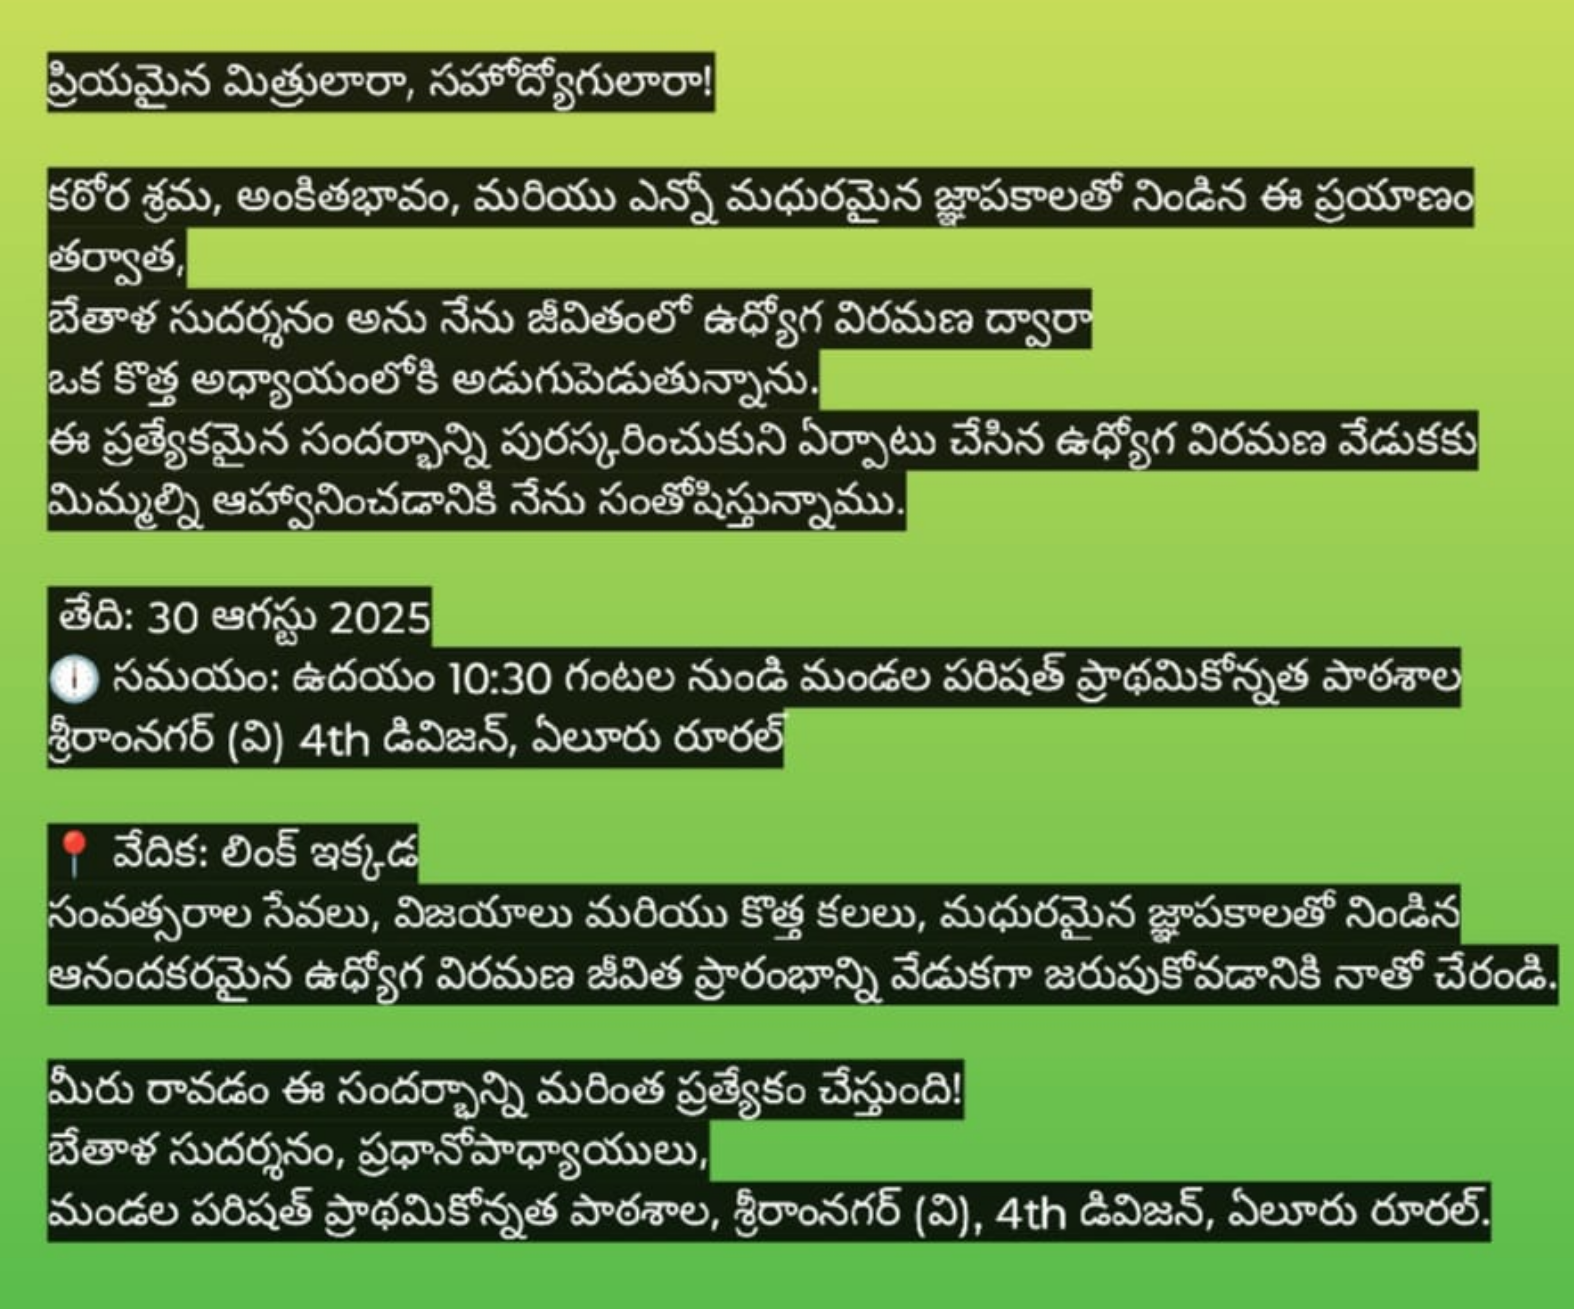 ప్రియమైన మిత్రులారా, సహోద్యోగులారా!
కఠోర శ్రమ, అంకితభావం, మరియు ఎన్నో మధురమైన జ్ఞాపకాలతో నిండిన ఈ ప్రయాణం
తర్వాత,
బేతాళ సుదర్శనం అను నేను జీవితంలో ఉధ్యోగ విరమణ ద్వారా
ఒక కొత్త అధ్యాయంలోకి అడుగుపెడుతున్నాను.
ఈ ప్రత్యేకమైన సందర్భాన్ని పురస్కరించుకుని ఏర్పాటు చేసిన ఉధ్యోగ విరమణ వేడుకకు
మిమ్మల్ని ఆహ్వానించడానికి నేను సంతోషిస్తున్నాము.
తేది: 30 ఆగస్టు 2025
సమయం: ఉదయం 10:30 గంటల నుండి మండల పరిషత్ ప్రాథమికోన్నత పాఠశాల
శ్రీరాంనగర్ (వి) 4th డివిజన్, ఏలూరు రూరల్
వేదిక: లింక్ ఇక్కడ
సంవత్సరాల సేవలు, విజయాలు మరియు కొత్త కలలు, మధురమైన జ్ఞాపకాలతో నిండిన
ఆనందకరమైన ఉధ్యోగ విరమణ జీవిత ప్రారంభాన్ని వేడుకగా జరుపుకోవడానికి నాతో చేరండి.
మీరు రావడం ఈ సందర్భాన్ని మరింత ప్రత్యేకం చేస్తుంది!
బేతాళ సుదర్శనం, ప్రధానోపాధ్యాయులు,
మండల పరిషత్ ప్రాథమికోన్నత పాఠశాల, శ్రీరాంనగర్ (వి), 4th డివిజన్, ఏలూరు రూరల్.